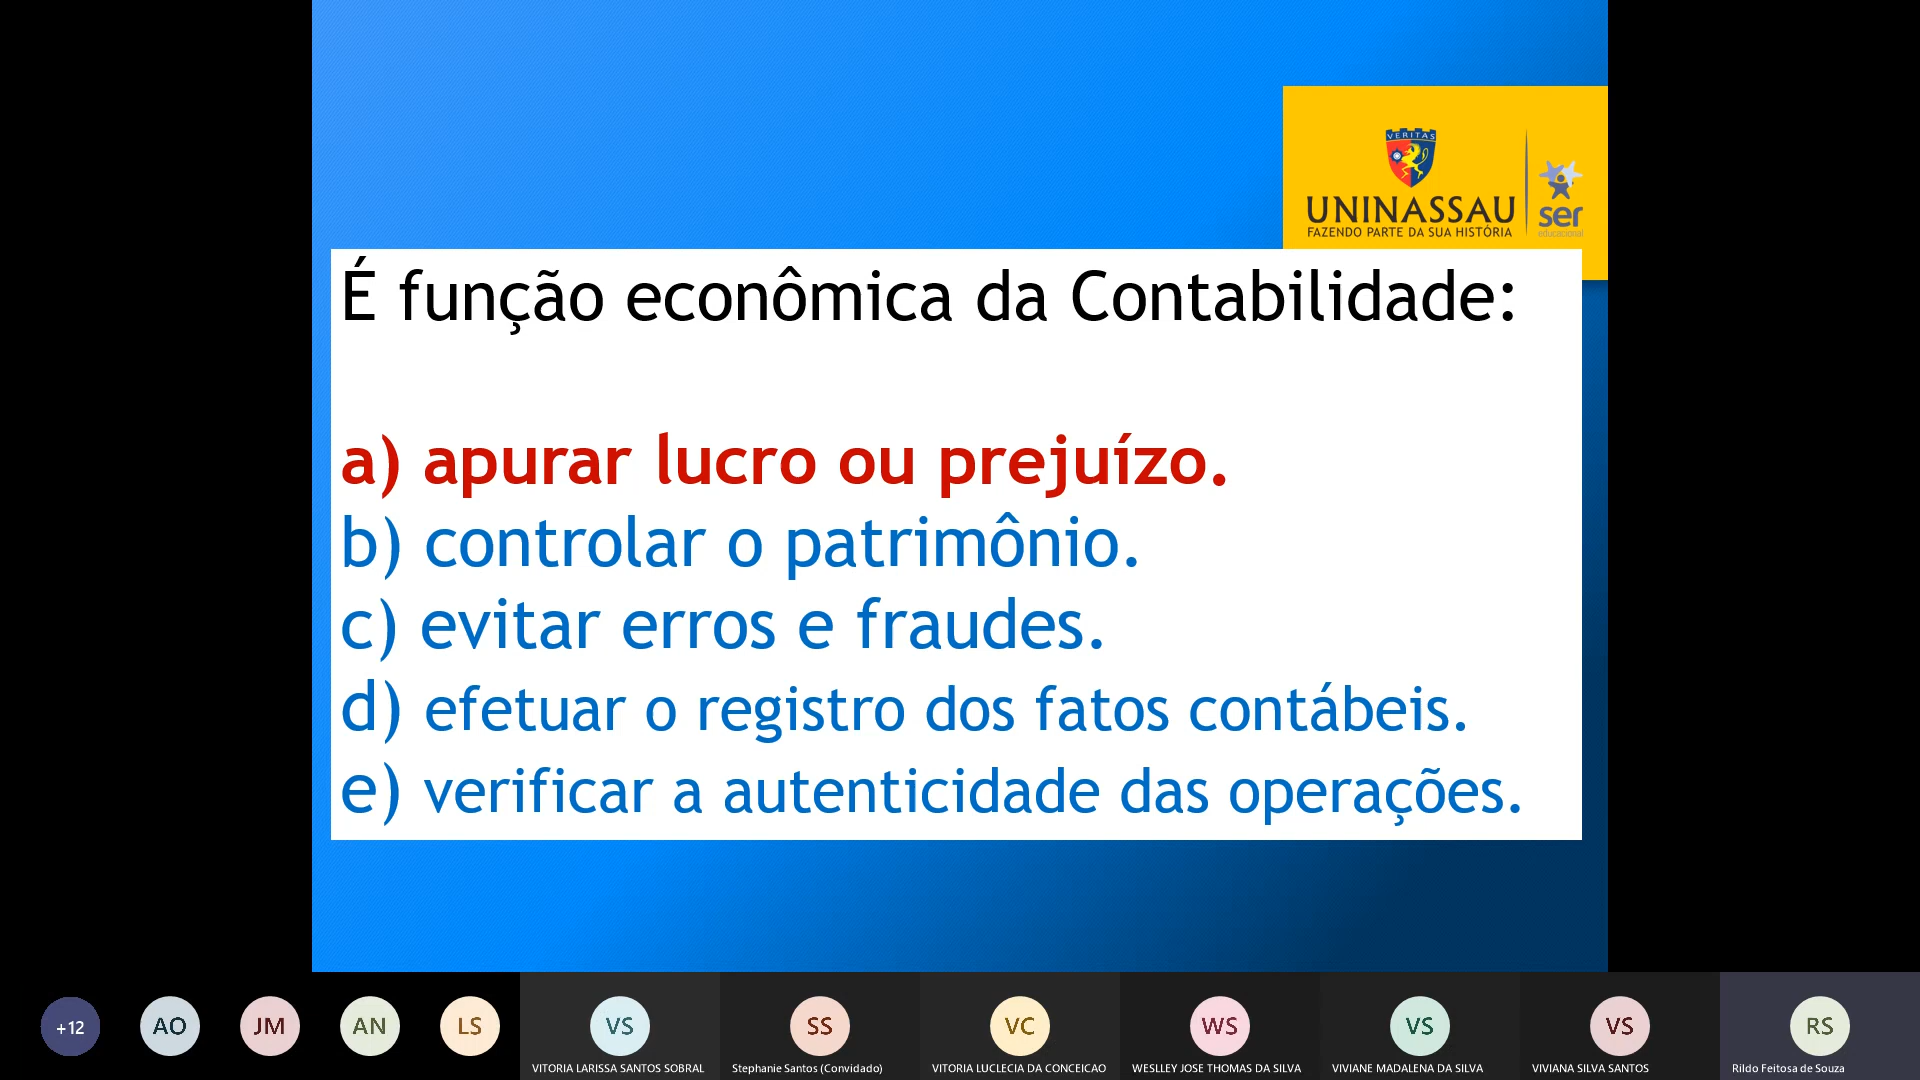 VERITAS
UNINASSAU
FAZENDO PARTE DA SUA HISTÓRIA
ser
educacional
É função econômica da Contabilidade:
a) apurar lucro ou prejuízo.
b) controlar o patrimônio.
c) evitar erros e fraudes.
d) efetuar o registro dos fatos contábeis.
e) verificar a autenticidade das operações.
+12
AO
JM
AN
LS
VS
SS
VC
WS
VS
VS
RS
VITORIA LARISSA SANTOS SOBRAL
Stephanie Santos (Convidado)
VITORIA LUCLECIA DA CONCEICAO
WESLLEY JOSE THOMAS DA SILVA
VIVIANE MADALENA DA SILVA
VIVIANA SILVA SANTOS
Rildo Feitosa de Souza